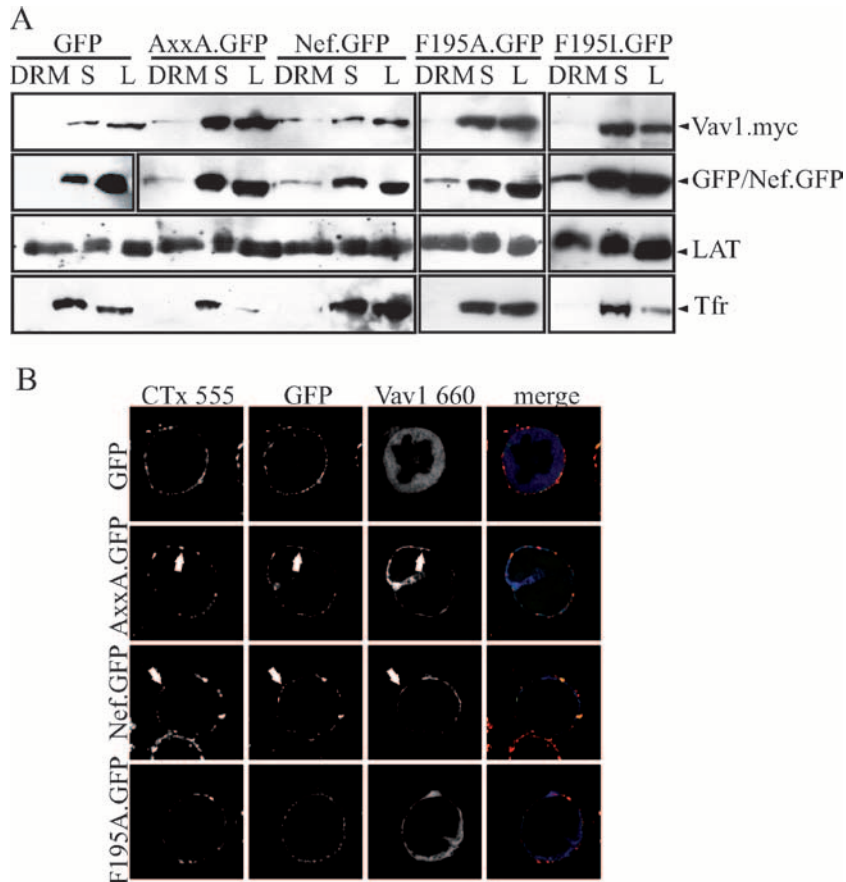 A
GFP AxxA.GFP Nef.GFP F195A.GFP F195I.GFP
DRM S L DRM S L DRM S L DRM S L DRM S L
Vav1.myc
GFP/Nef.GFP
LAT
Tfr
B
CTx 555 GFP Vav1 660 merge
GFP
AxxA.GFP
Nef.GFP
F195A.GFP